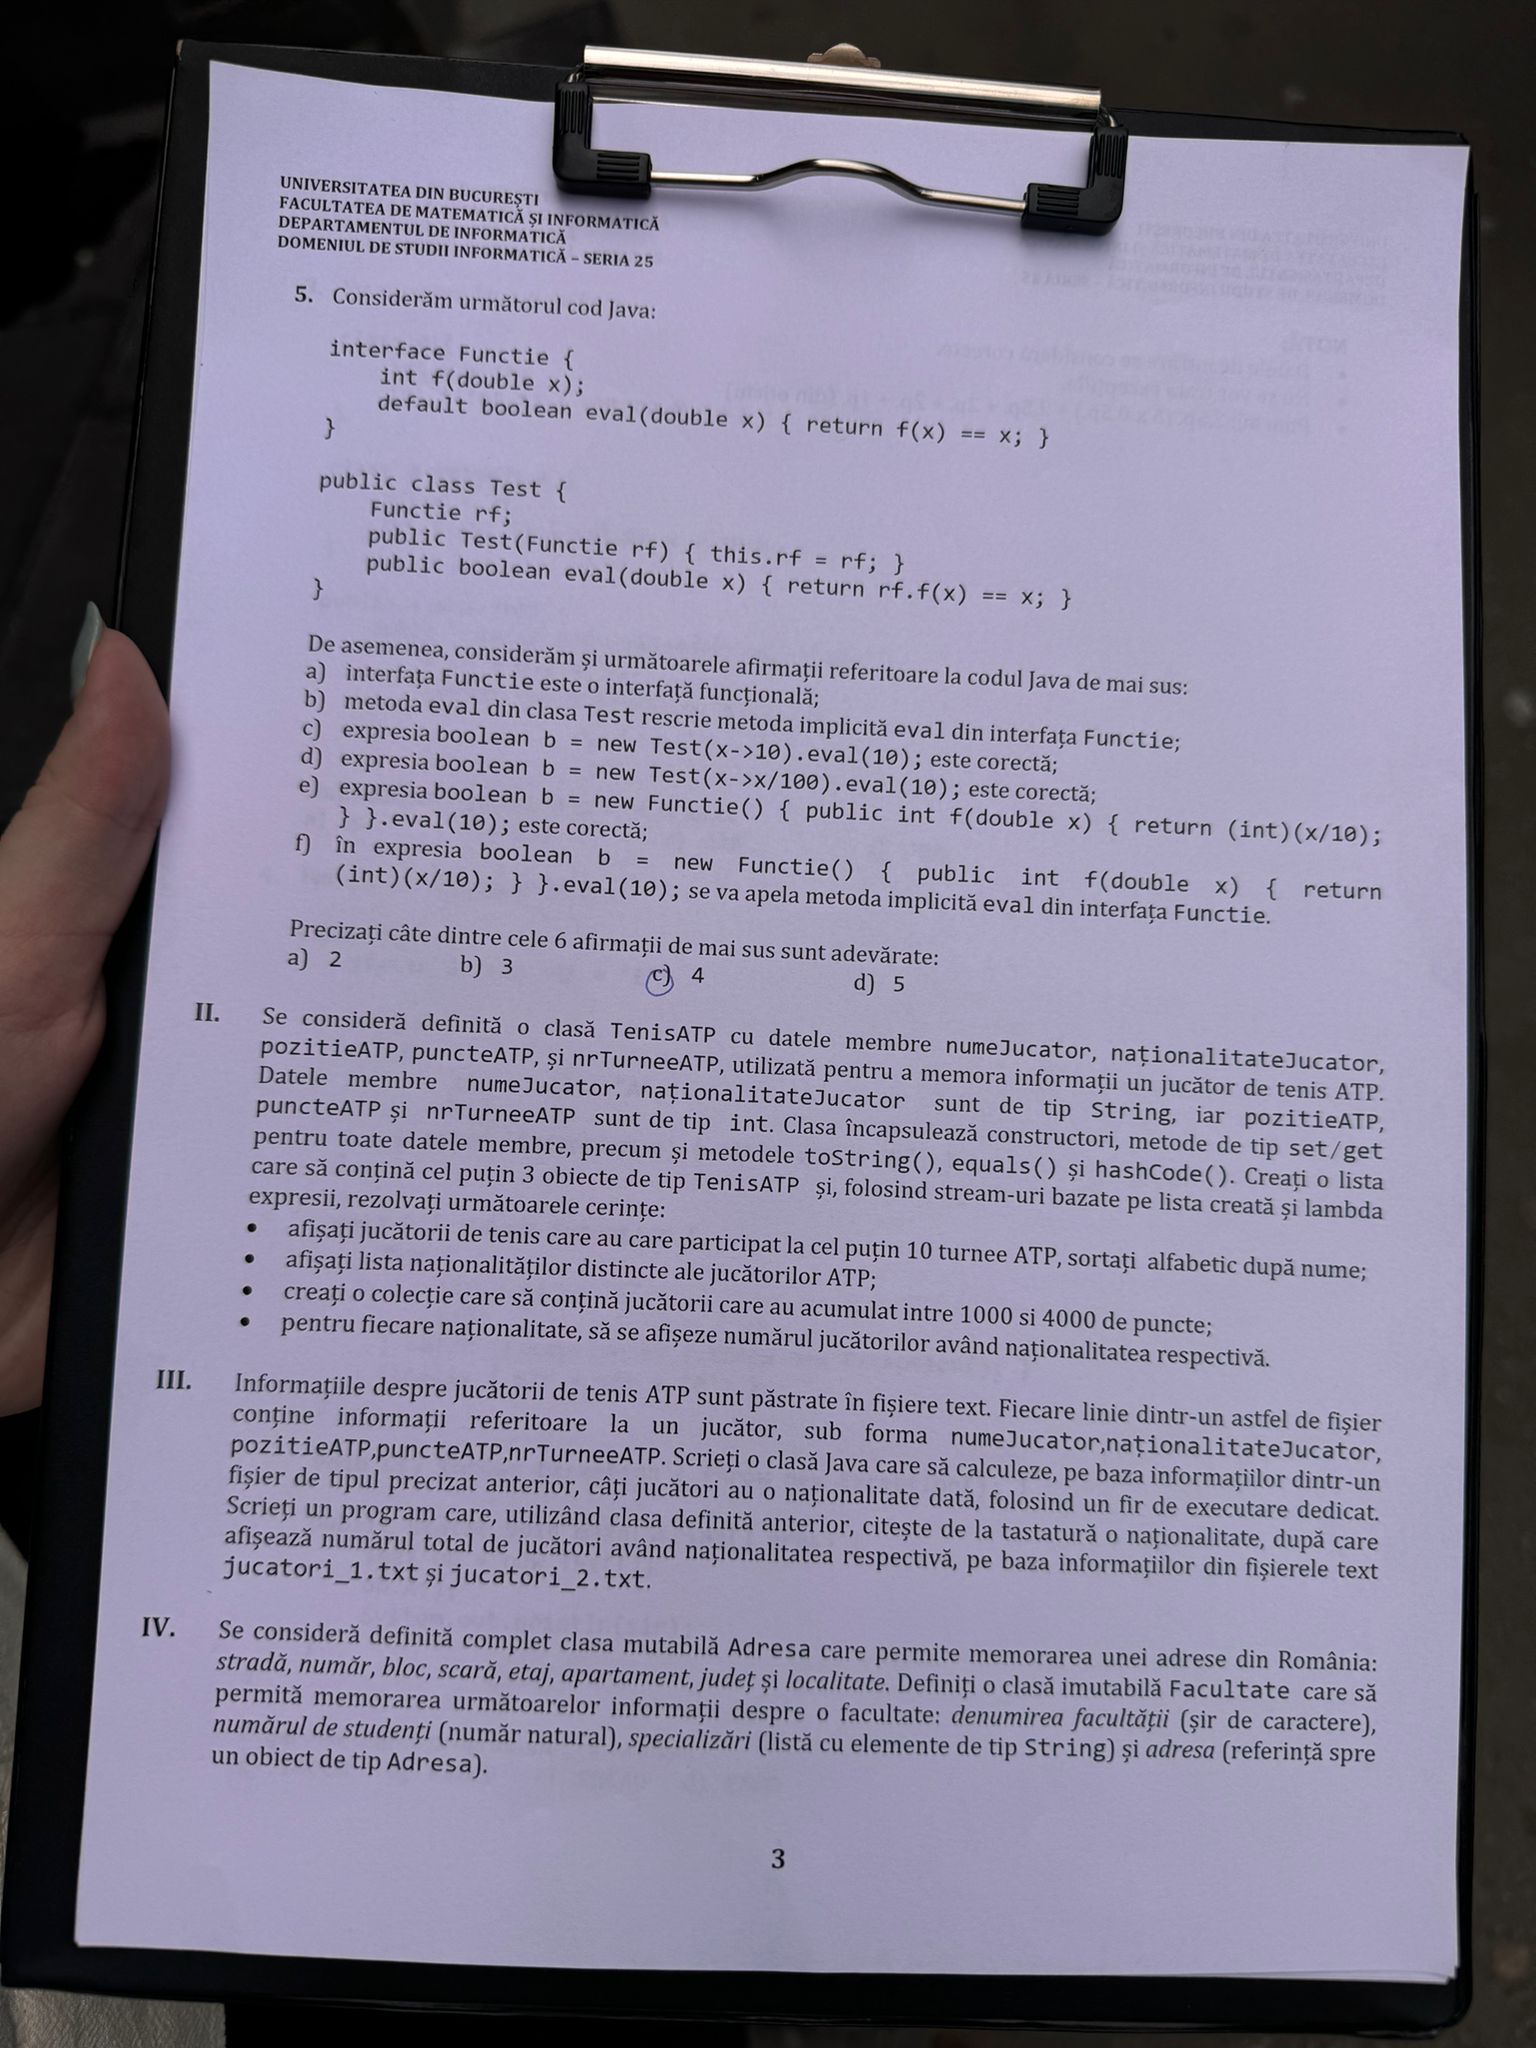 UNIVERSITATEA DIN BUCUREȘTI
FACULTATEA DE MATEMATICĂ ȘI INFORMATICĂ
DEPARTAMENTUL DE INFORMATICĂ
DOMENIUL DE STUDII INFORMATICĂ – SERIA 25
5. Considerăm următorul cod Java:
interface Functie {
int f(double x);
default boolean eval(double x) { return f(x) == x; }
}
public class Test {
Functie rf;
public Test(Functie rf) { this.rf = rf; }
public boolean eval(double x) { return rf.f(x) == x; }
}
De asemenea, considerăm și următoarele afirmații referitoare la codul Java de mai sus:
a) interfața Functie este o interfață funcțională;
b) metoda eval din clasa Test rescrie metoda implicită eval din interfața Functie;
c) expresia boolean b = new Test(x->10).eval(10); este corectă;
d) expresia boolean b = new Test(x->x/100).eval(10); este corectă;
e) expresia boolean b = new Functie() { public int f(double x) { return (int)(x/10);
} }.eval(10); este corectă;
f) în expresia boolean b = new Functie() { public int f(double x) { return
(int)(x/10); } }.eval(10); se va apela metoda implicită eval din interfața Functie.
Precizați câte dintre cele 6 afirmații de mai sus sunt adevărate:
a) 2 b) 3 c) 4 d) 5
II. Se consideră definită o clasă TenisATP cu datele membre numeJucator, naționalitateJucator,
pozitieATP, puncteATP, și nrTurneeATP, utilizată pentru a memora informații un jucător de tenis ATP.
Datele membre numeJucator, naționalitateJucator sunt de tip String, iar pozitieATP,
puncteATP și nrTurneeATP sunt de tip int. Clasa încapsulează constructori, metode de tip set/get
pentru toate datele membre, precum și metodele toString(), equals() și hashCode(). Creați o lista
care să conțină cel puțin 3 obiecte de tip TenisATP și, folosind stream-uri bazate pe lista creată și lambda
expresii, rezolvați următoarele cerințe:
• afișați jucătorii de tenis care au care participat la cel puțin 10 turnee ATP, sortați alfabetic după nume;
• afișați lista naționalităților distincte ale jucătorilor ATP;
• creați o colecție care să conțină jucătorii care au acumulat intre 1000 si 4000 de puncte;
• pentru fiecare naționalitate, să se afișeze numărul jucătorilor având naționalitatea respectivă.
III. Informațiile despre jucătorii de tenis ATP sunt păstrate în fișiere text. Fiecare linie dintr-un astfel de fișier
conține informații referitoare la un jucător, sub forma numeJucator,naționalitateJucator,
pozitieATP,puncteATP,nrTurneeATP. Scrieți o clasă Java care să calculeze, pe baza informațiilor dintr-un
fișier de tipul precizat anterior, câți jucători au o naționalitate dată, folosind un fir de executare dedicat.
Scrieți un program care, utilizând clasa definită anterior, citește de la tastatură o naționalitate, după care
afișează numărul total de jucători având naționalitatea respectivă, pe baza informațiilor din fișierele text
jucatori_1.txt și jucatori_2.txt.
IV. Se consideră definită complet clasa mutabilă Adresa care permite memorarea unei adrese din România:
stradă, număr, bloc, scară, etaj, apartament, județ și localitate. Definiți o clasă imutabilă Facultate care să
permită memorarea următoarelor informații despre o facultate: denumirea facultății (șir de caractere),
numărul de studenți (număr natural), specializări (listă cu elemente de tip String) și adresa (referință spre
un obiect de tip Adresa).
3